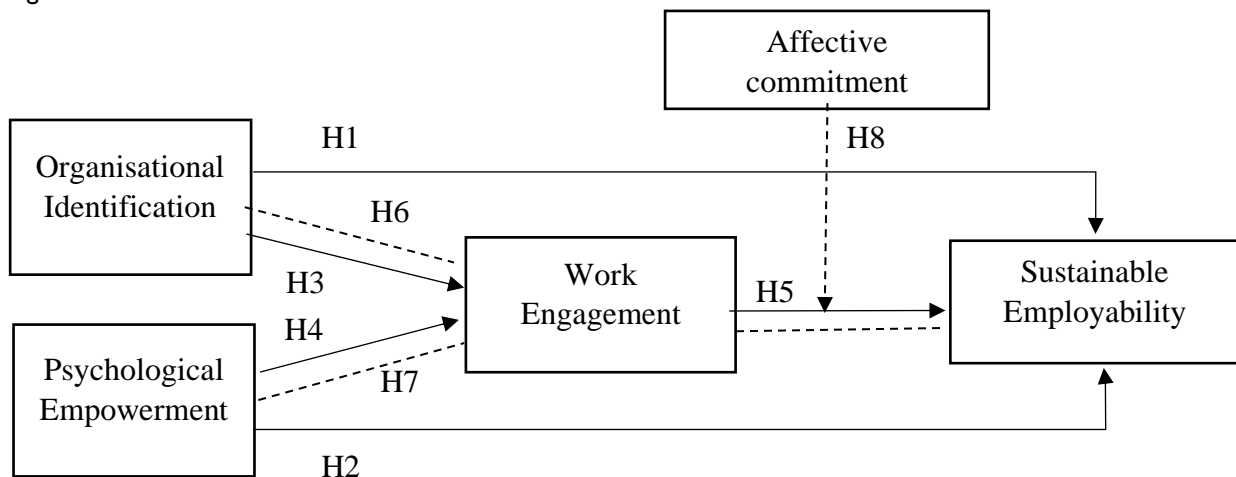 Affective
commitment
H1
H8
Organisational
Identification
H6
Work
Engagement
Sustainable
Employability
H3
H5
H4
Psychological
Empowerment
H7
H2